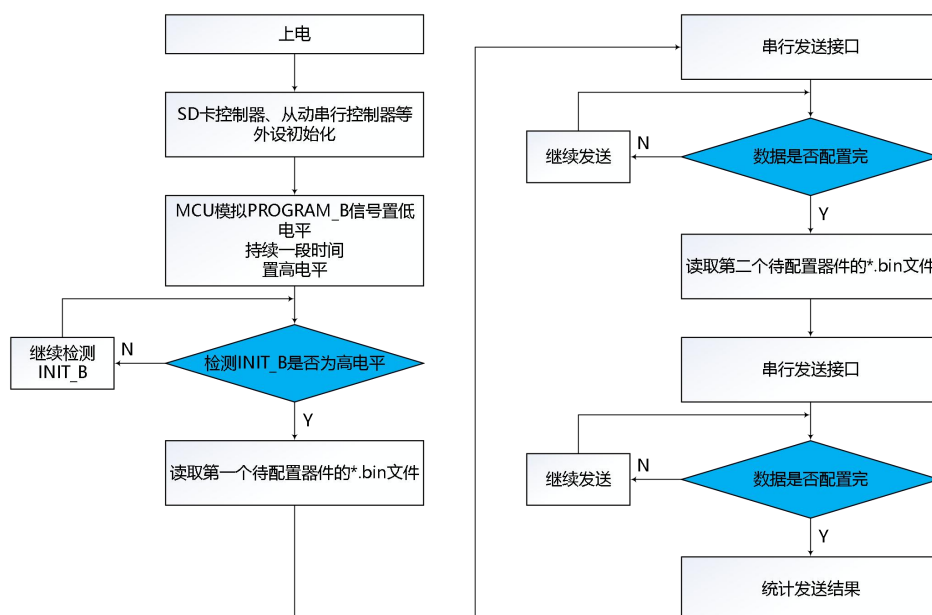 上电
SD卡控制器、从动串行控制器等
外设初始化
MCU模拟PROGRAM_B信号置低
电平
持续一段时间
置高电平
继续检测
INIT_B
N
检测INIT_B是否为高电平
Y
读取第一个待配置器件的*.bin文件
串行发送接口
继续发送
N
数据是否配置完
Y
读取第二个待配置器件的*.bin文件
串行发送接口
继续发送
N
数据是否配置完
Y
统计发送结果